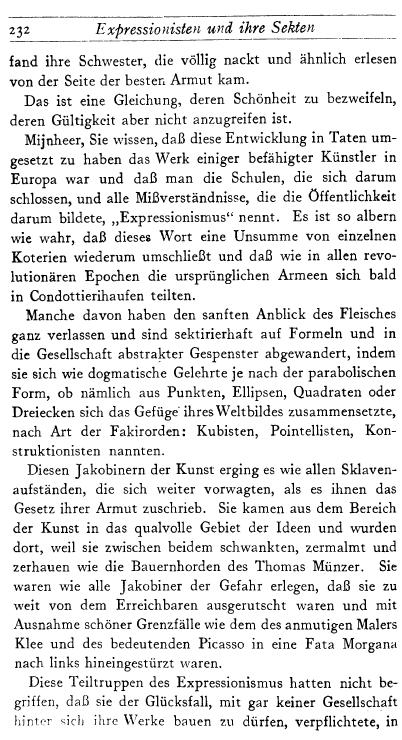 232 Expressionisten und ihre Sekten
fand ihre Schwester, die völlig nackt und ähnlich erlesen
von der Seite der besten Armut kam.
Das ist eine Gleichung, deren Schönheit zu bezweifeln,
deren Gültigkeit aber nicht anzugreifen ist.
Mijnheer, Sie wissen, daß diese Entwicklung in Taten um-
gesetzt zu haben das Werk einiger befähigter Künstler in
Europa war und daß man die Schulen, die sich darum
schlossen, und alle Mißverständnisse, die die Öffentlichkeit
darum bildete, „Expressionismus“ nennt. Es ist so albern
wie wahr, daß dieses Wort eine Unsumme von einzelnen
Koterien wiederum umschließt und daß wie in allen revo-
lutionären Epochen die ursprünglichen Armeen sich bald
in Condottierihaufen teilten.
Manche davon haben den sanften Anblick des Fleisches
ganz verlassen und sind sektirierhaft auf Formeln und in
die Gesellschaft abstrakter Gespenster abgewandert, indem
sie sich wie dogmatische Gelehrte je nach der parabolischen
Form, ob nämlich aus Punkten, Ellipsen, Quadraten oder
Dreiecken sich das Gefüge ihres Weltbildes zusammensetzte,
nach Art der Fakirorden: Kubisten, Pointellisten, Kon-
struktionisten nannten.
Diesen Jakobinern der Kunst erging es wie allen Sklaven-
aufständen, die sich weiter vorwagten, als es ihnen das
Gesetz ihrer Armut zuschrieb. Sie kamen aus dem Bereich
der Kunst in das qualvolle Gebiet der Ideen und wurden
dort, weil sie zwischen beidem schwankten, zermalmt und
zerhauen wie die Bauernhorden des Thomas Münzer. Sie
waren wie alle Jakobiner der Gefahr erlegen, daß sie zu
weit von dem Erreichbaren ausgerutscht waren und mit
Ausnahme schöner Grenzfälle wie dem des anmutigen Malers
Klee und des bedeutenden Picasso in eine Fata Morgana
nach links hineingestürzt waren.
Diese Teiltruppen des Expressionismus hatten nicht be-
griffen, daß sie der Glücksfall, mit gar keiner Gesellschaft
hinter sich ihre Werke bauen zu dürfen, verpflichtete, in